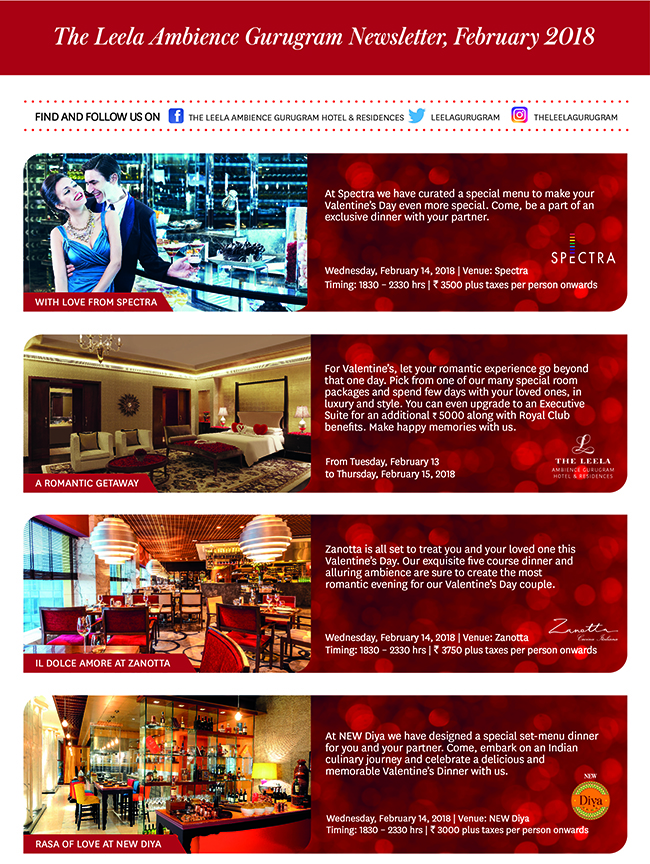 The Leela Ambience Gurugram Newsletter, February 2018
FIND AND FOLLOW US ON THE LEELA AMBIENCE GURUGRAM HOTEL & RESIDENCES LEELAGURUGRAM THELEELAGURUGRAM
At Spectra we have curated a special menu to make your
Valentine's Day even more special. Come, be a part of an
exclusive dinner with your partner.
SPECTRA
Wednesday, February 14, 2018 | Venue: Spectra
Timing: 1830 – 2330 hrs | ₹ 3500 plus taxes per person onwards
WITH LOVE FROM SPECTRA
For Valentine's, let your romantic experience go beyond
that one day. Pick from one of our many special room
packages and spend few days with your loved ones, in
luxury and style. You can even upgrade to an Executive
Suite for an additional ₹ 5000 along with Royal Club
benefits. Make happy memories with us.
From Tuesday, February 13
to Thursday, February 15, 2018
L
THE LEELA
AMBIENCE GURUGRAM
HOTEL & RESIDENCES
A ROMANTIC GETAWAY
Zanotta is all set to treat you and your loved one this
Valentine's Day. Our exquisite five course dinner and
alluring ambience are sure to create the most
romantic evening for our Valentine's Day couple.
Zanotta
Cucina Italiana
Wednesday, February 14, 2018 | Venue: Zanotta
Timing: 1830 – 2330 hrs | ₹ 3750 plus taxes per person onwards
IL DOLCE AMORE AT ZANOTTA
At NEW Diya we have designed a special set-menu dinner
for you and your partner. Come, embark on an Indian
culinary journey and celebrate a delicious and
memorable Valentine's Dinner with us.
NEW
Diya
Wednesday, February 14, 2018 | Venue: NEW Diya
Timing: 1830 – 2330 hrs | ₹ 3000 plus taxes per person onwards
RASA OF LOVE AT NEW DIYA